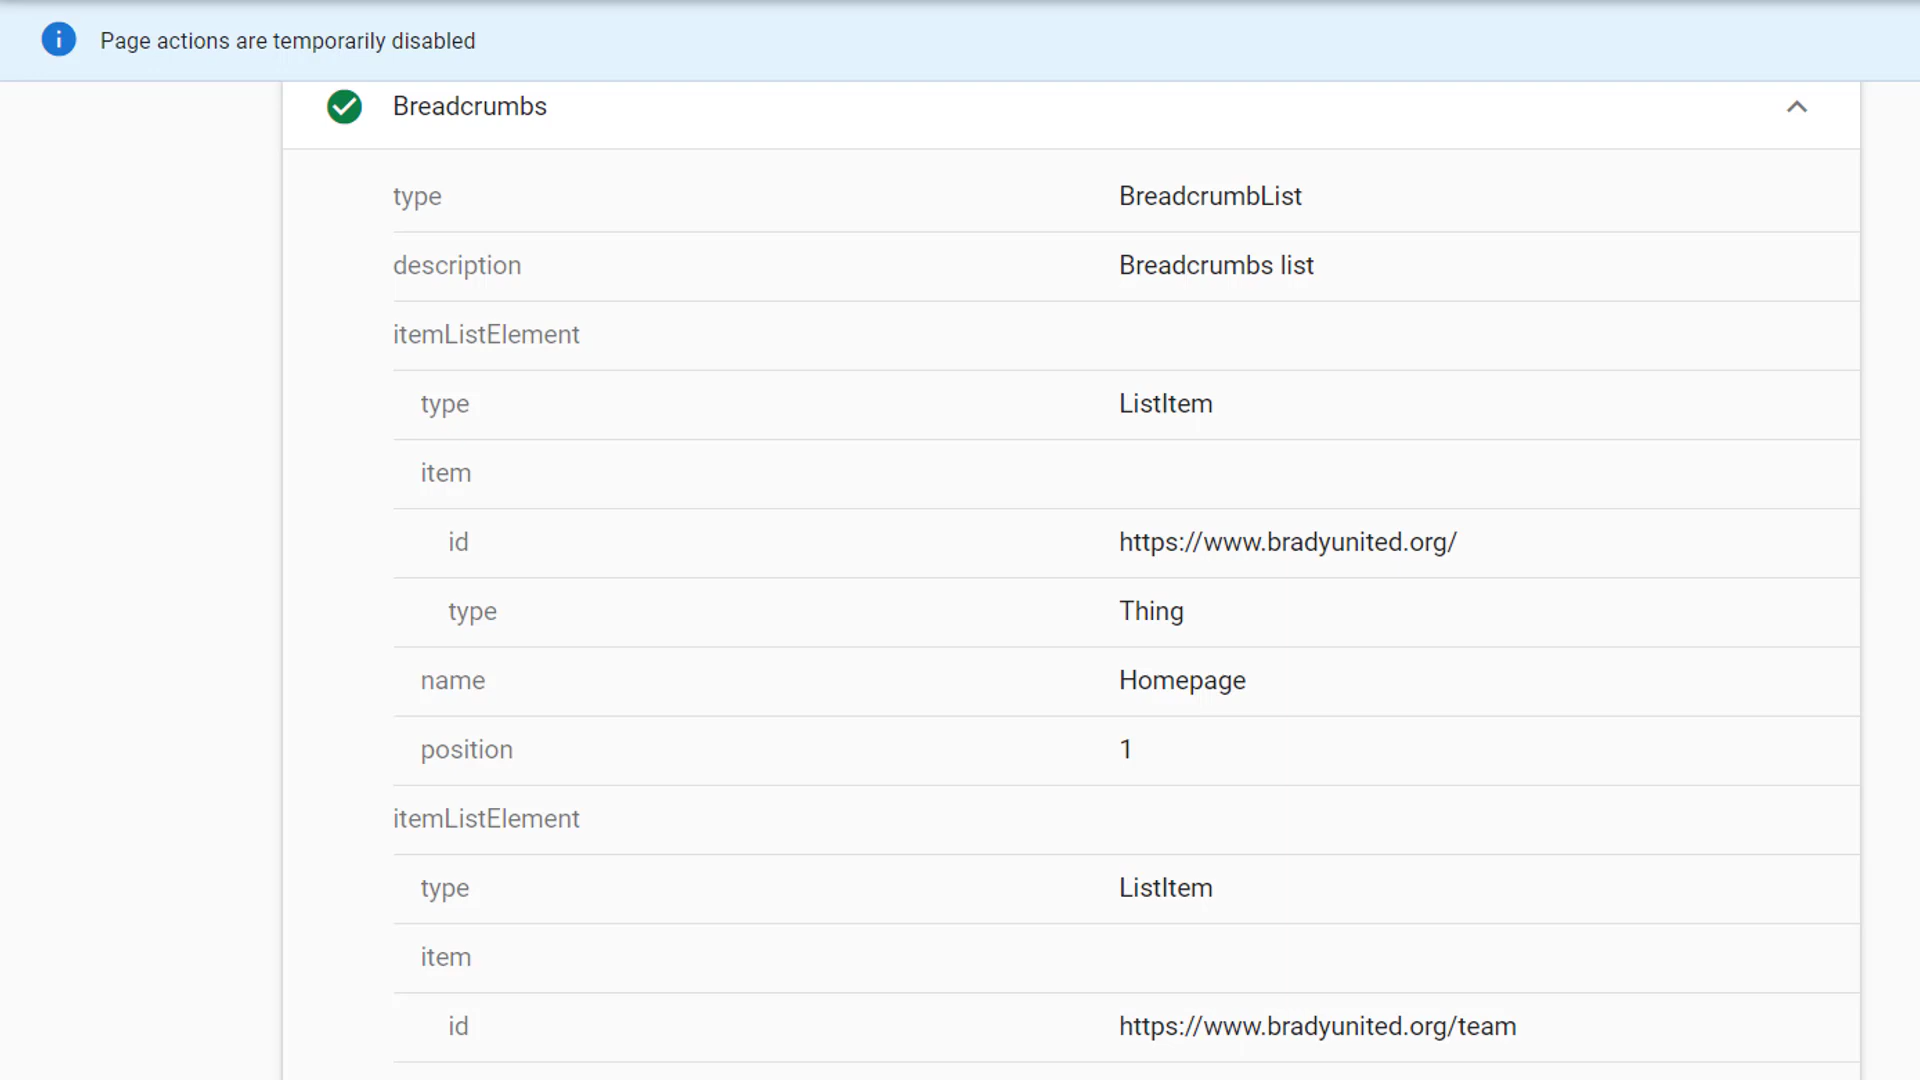 Page actions are temporarily disabled
Breadcrumbs
type BreadcrumbList
description Breadcrumbs list
itemListElement
type ListItem
item
id https://www.bradyunited.org/
type Thing
name Homepage
position 1
itemListElement
type ListItem
item
id https://www.bradyunited.org/team